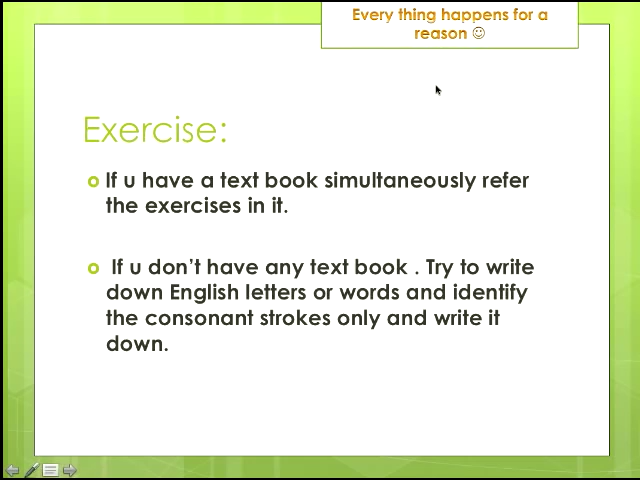 Every thing happens for a
reason ☺
Exercise:
If u have a text book simultaneously refer
the exercises in it.
If u don't have any text book . Try to write
down English letters or words and identify
the consonant strokes only and write it
down.